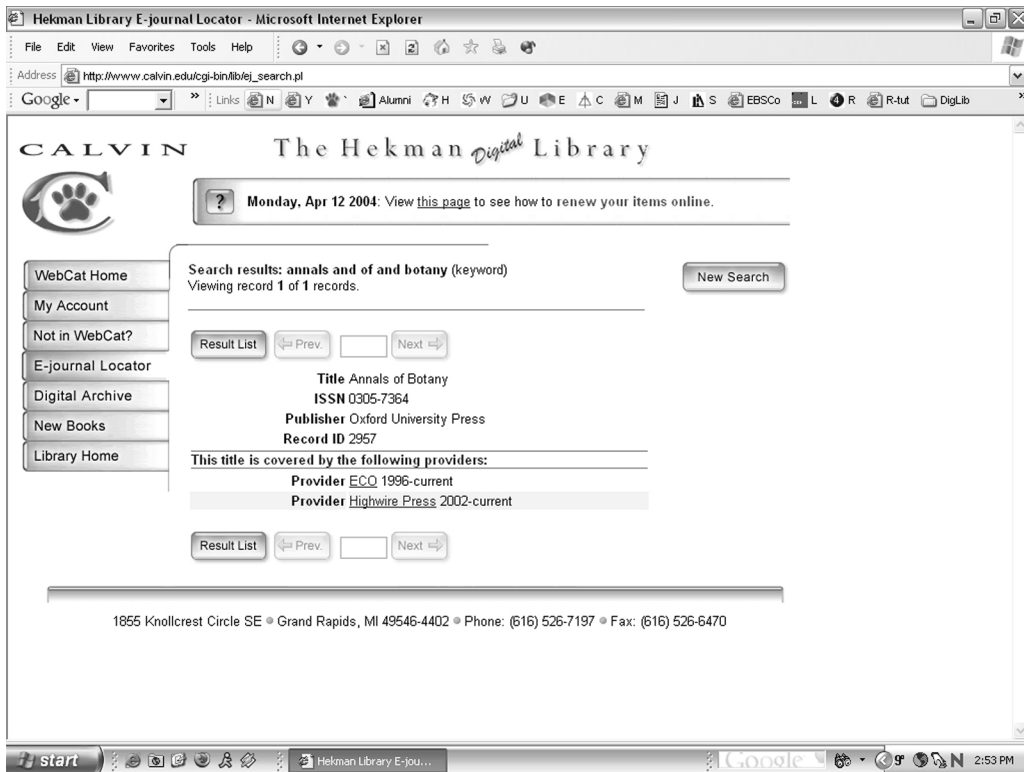 Hekman Library E-journal Locator - Microsoft Internet Explorer
File Edit View Favorites Tools Help
Address http://www.calvin.edu/cgi-bin/lib/ej_search.pl
Google Links N Y Alumni H W U E C M J S EBSCo L R R-tut DigLib
CALVIN The Hekman Digital Library
? Monday, Apr 12 2004: View this page to see how to renew your items online.
WebCat Home
My Account
Not in WebCat?
E-journal Locator
Digital Archive
New Books
Library Home
Search results: annals and of and botany (keyword)
Viewing record 1 of 1 records.
New Search
Result List Prev. Next
Title Annals of Botany
ISSN 0305-7364
Publisher Oxford University Press
Record ID 2957
This title is covered by the following providers:
Provider ECO 1996-current
Provider Highwire Press 2002-current
Result List Prev. Next
1855 Knollcrest Circle SE Grand Rapids, MI 49546-4402 Phone: (616) 526-7197 Fax: (616) 526-6470
start Hekman Library E-jou... Google 9° N 2:53 PM